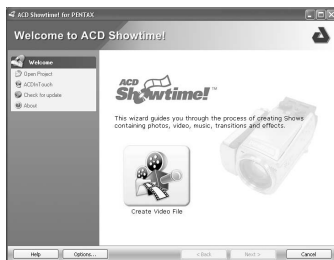 ACD Showtime! for PENTAX
Welcome to ACD Showtime!
Welcome
Open Project
ACDInTouch
Check for update
About
ACD
Showtime!™
This wizard guides you through the process of creating Shows
containing photos, video, music, transitions and effects.
Create Video File
Help
Options...
< Back
Next >
Cancel